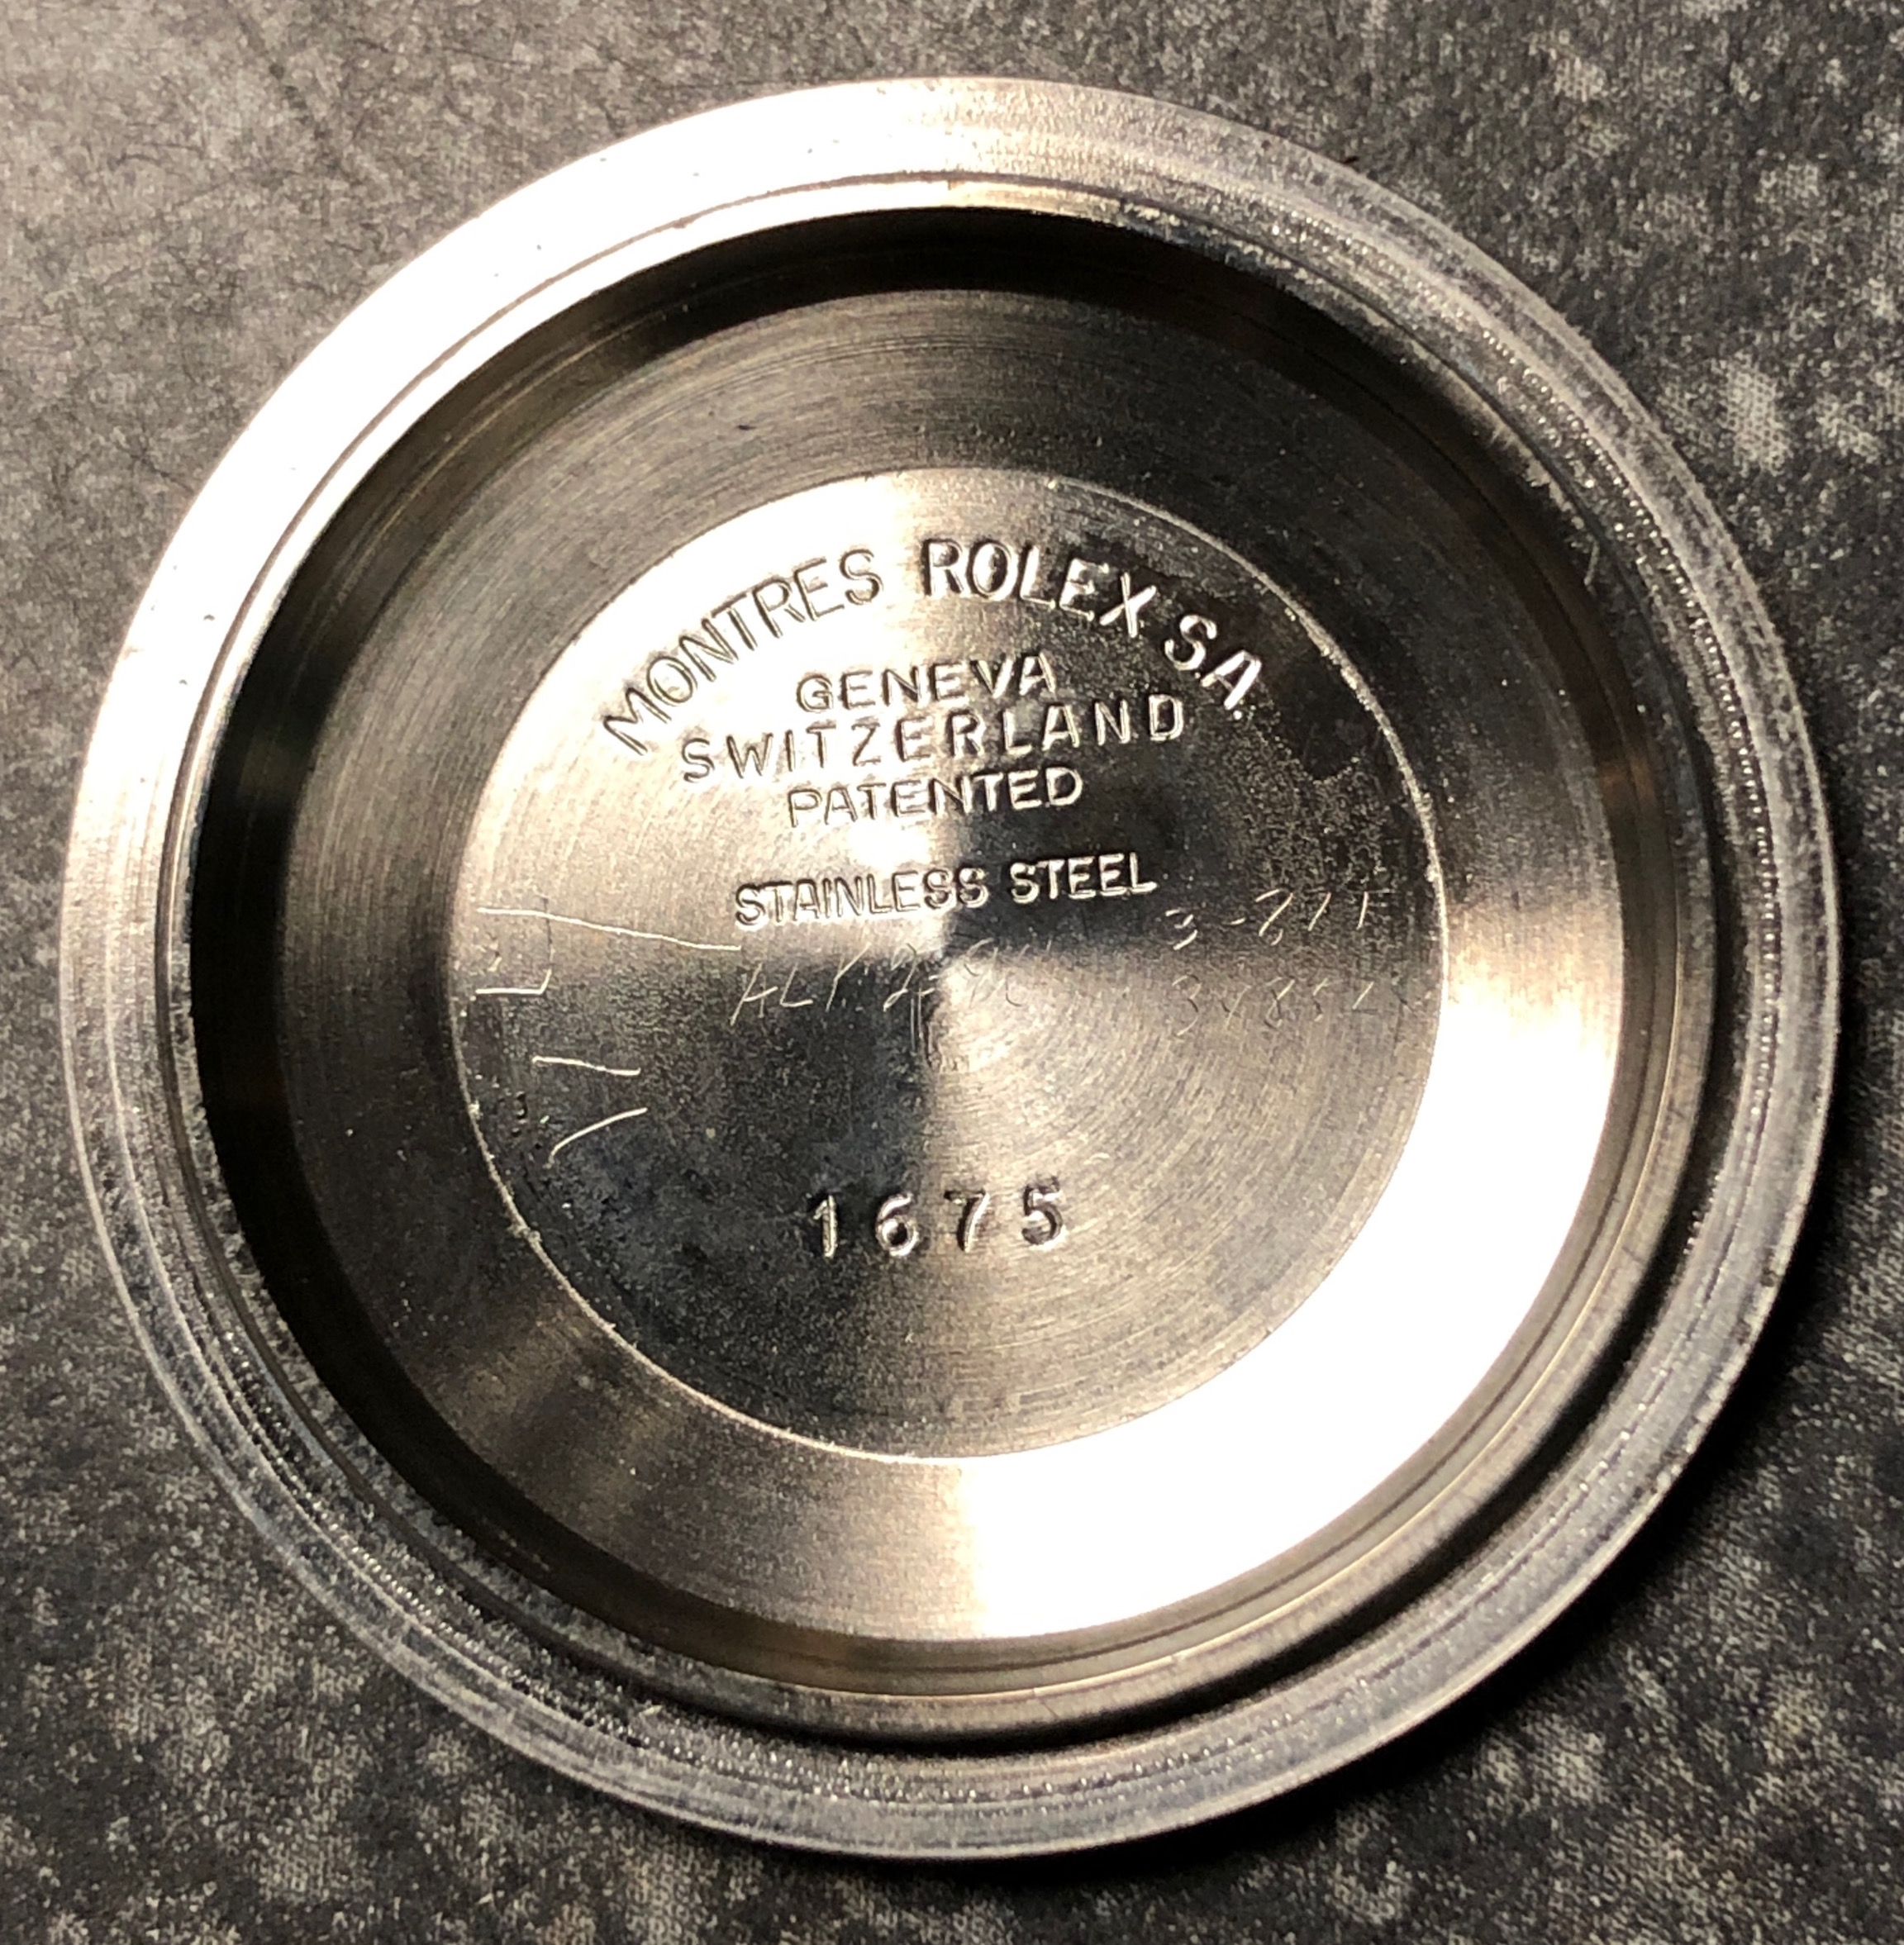 MONTRES ROLEX S.A.
GENEVA
SWITZERLAND
PATENTED
STAINLESS STEEL
1675